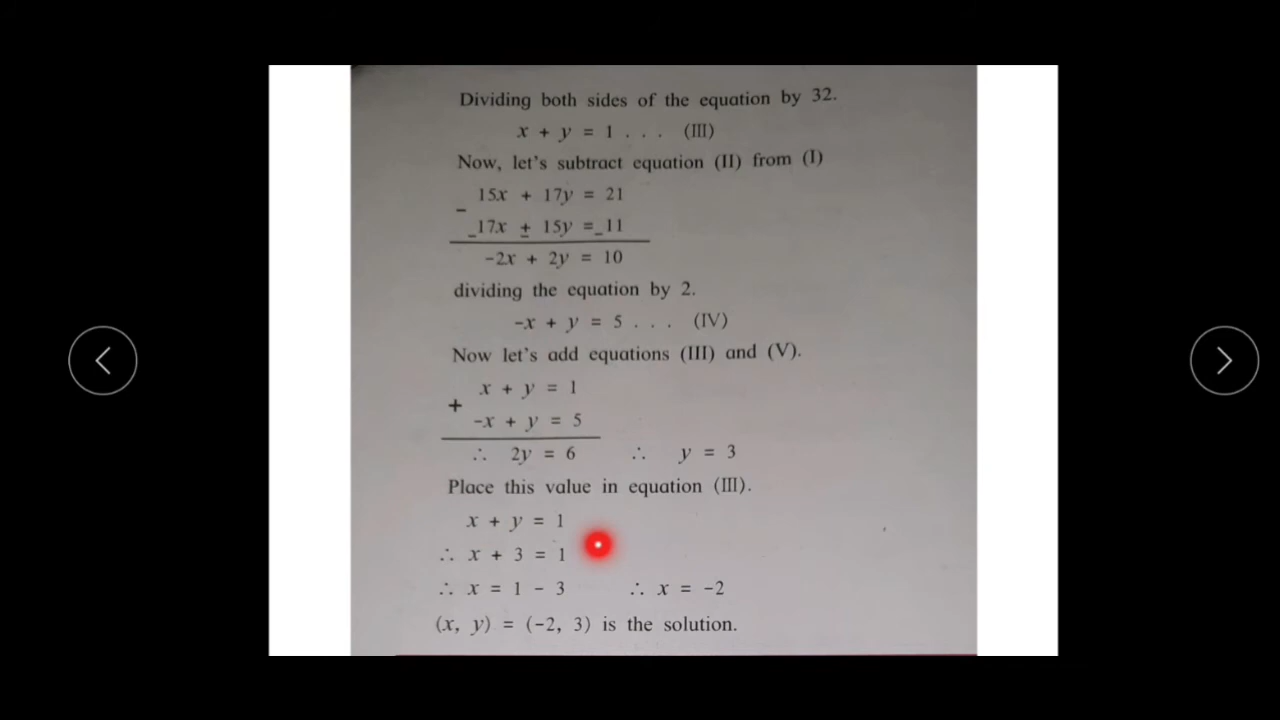 Dividing both sides of the equation by 32.
x + y = 1 . . . (III)
Now, let's subtract equation (II) from (I)
15x + 17y = 21
−
_17x ± 15y =_11
-2x + 2y = 10
dividing the equation by 2.
-x + y = 5 . . . (IV)
Now let's add equations (III) and (V).
x + y = 1
+
-x + y = 5
∴ 2y = 6 ∴ y = 3
Place this value in equation (III).
x + y = 1
∴ x + 3 = 1
∴ x = 1 - 3 ∴ x = -2
(x, y) = (-2, 3) is the solution.